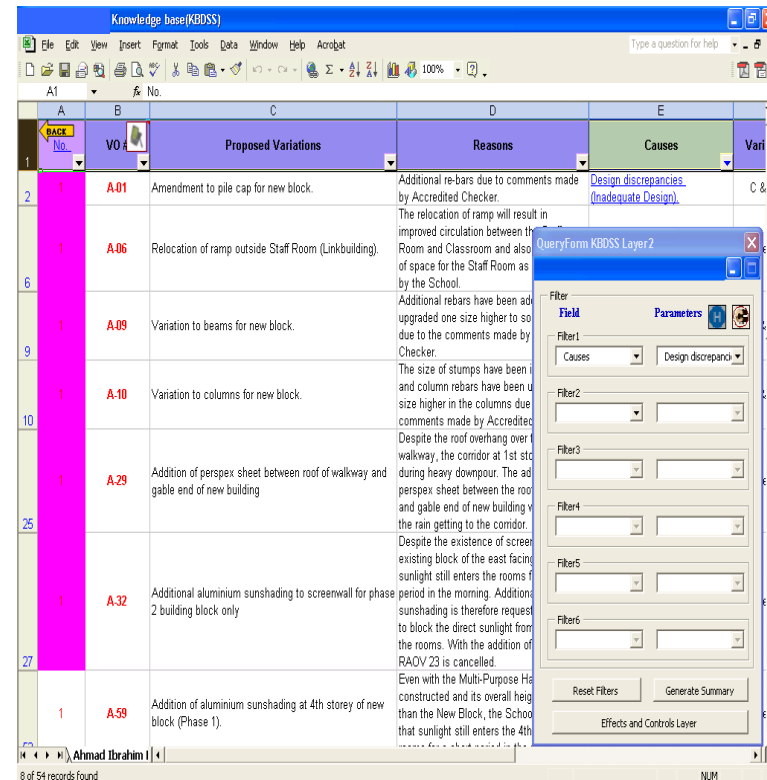 Knowledge base(KBDSS)
File Edit View Insert Format Tools Data Window Help Acrobat
Type a question for help
100%
A1
fx No.
A B C D E
1
BACK
No.
VO #
Proposed Variations
Reasons
Causes
Vari
2
1
A-01
Amendment to pile cap for new block.
Additional re-bars due to comments made
by Accredited Checker.
Design discrepancies
(Inadequate Design).
C &
6
1
A-06
Relocation of ramp outside Staff Room (Linkbuilding).
The relocation of ramp will result in
improved circulation between the
Room and Classroom and also
of space for the Staff Room as
by the School.
9
1
A-09
Variation to beams for new block.
Additional rebars have been
upgraded one size higher to
due to the comments made by
Checker.
10
1
A-10
Variation to columns for new block.
The size of stumps have been
and column rebars have been
size higher in the columns due
comments made by Accredited
25
1
A-29
Addition of perspex sheet between roof of walkway and
gable end of new building
Despite the roof overhang over
walkway, the corridor at 1st
during heavy downpour. The
perspex sheet between the
and gable end of new building
the rain getting to the corridor.
27
1
A-32
Additional aluminium sunshading to screenwall for phase
2 building block only
Despite the existence of
existing block of the east facing
sunlight still enters the rooms
period in the morning.
sunshading is therefore
to block the direct sunlight from
the rooms. With the addition of
RAOV 23 is cancelled.
1
A-59
Addition of aluminium sunshading at 4th storey of new
block (Phase 1).
Even with the Multi-Purpose
constructed and its overall
than the New Block, the
that sunlight still enters the 4th
QueryForm KBDSS Layer2
Filter
Field Parameters
H
Filter1
Causes
Design discrepanci
Filter2
Filter3
Filter4
Filter5
Filter6
Reset Filters
Generate Summary
Effects and Controls Layer
Ahmad Ibrahim
8 of 54 records found
NUM